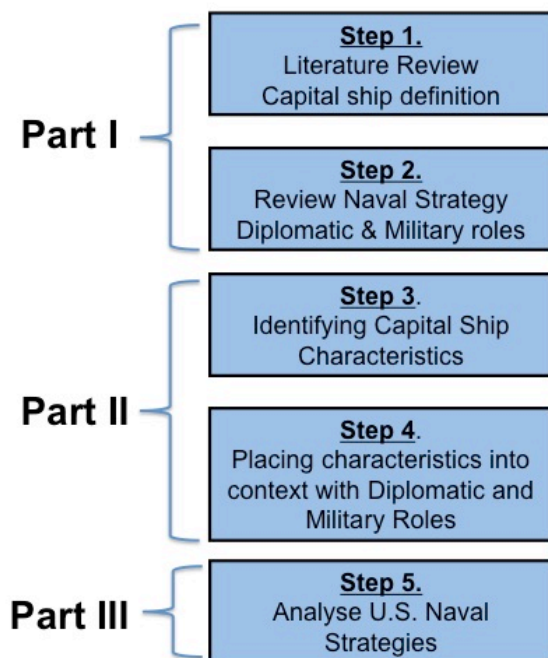 Part I
Step 1.
Literature Review
Capital ship definition
Step 2.
Review Naval Strategy
Diplomatic & Military roles
Part II
Step 3.
Identifying Capital Ship
Characteristics
Step 4.
Placing characteristics into
context with Diplomatic and
Military Roles
Part III
Step 5.
Analyse U.S. Naval
Strategies